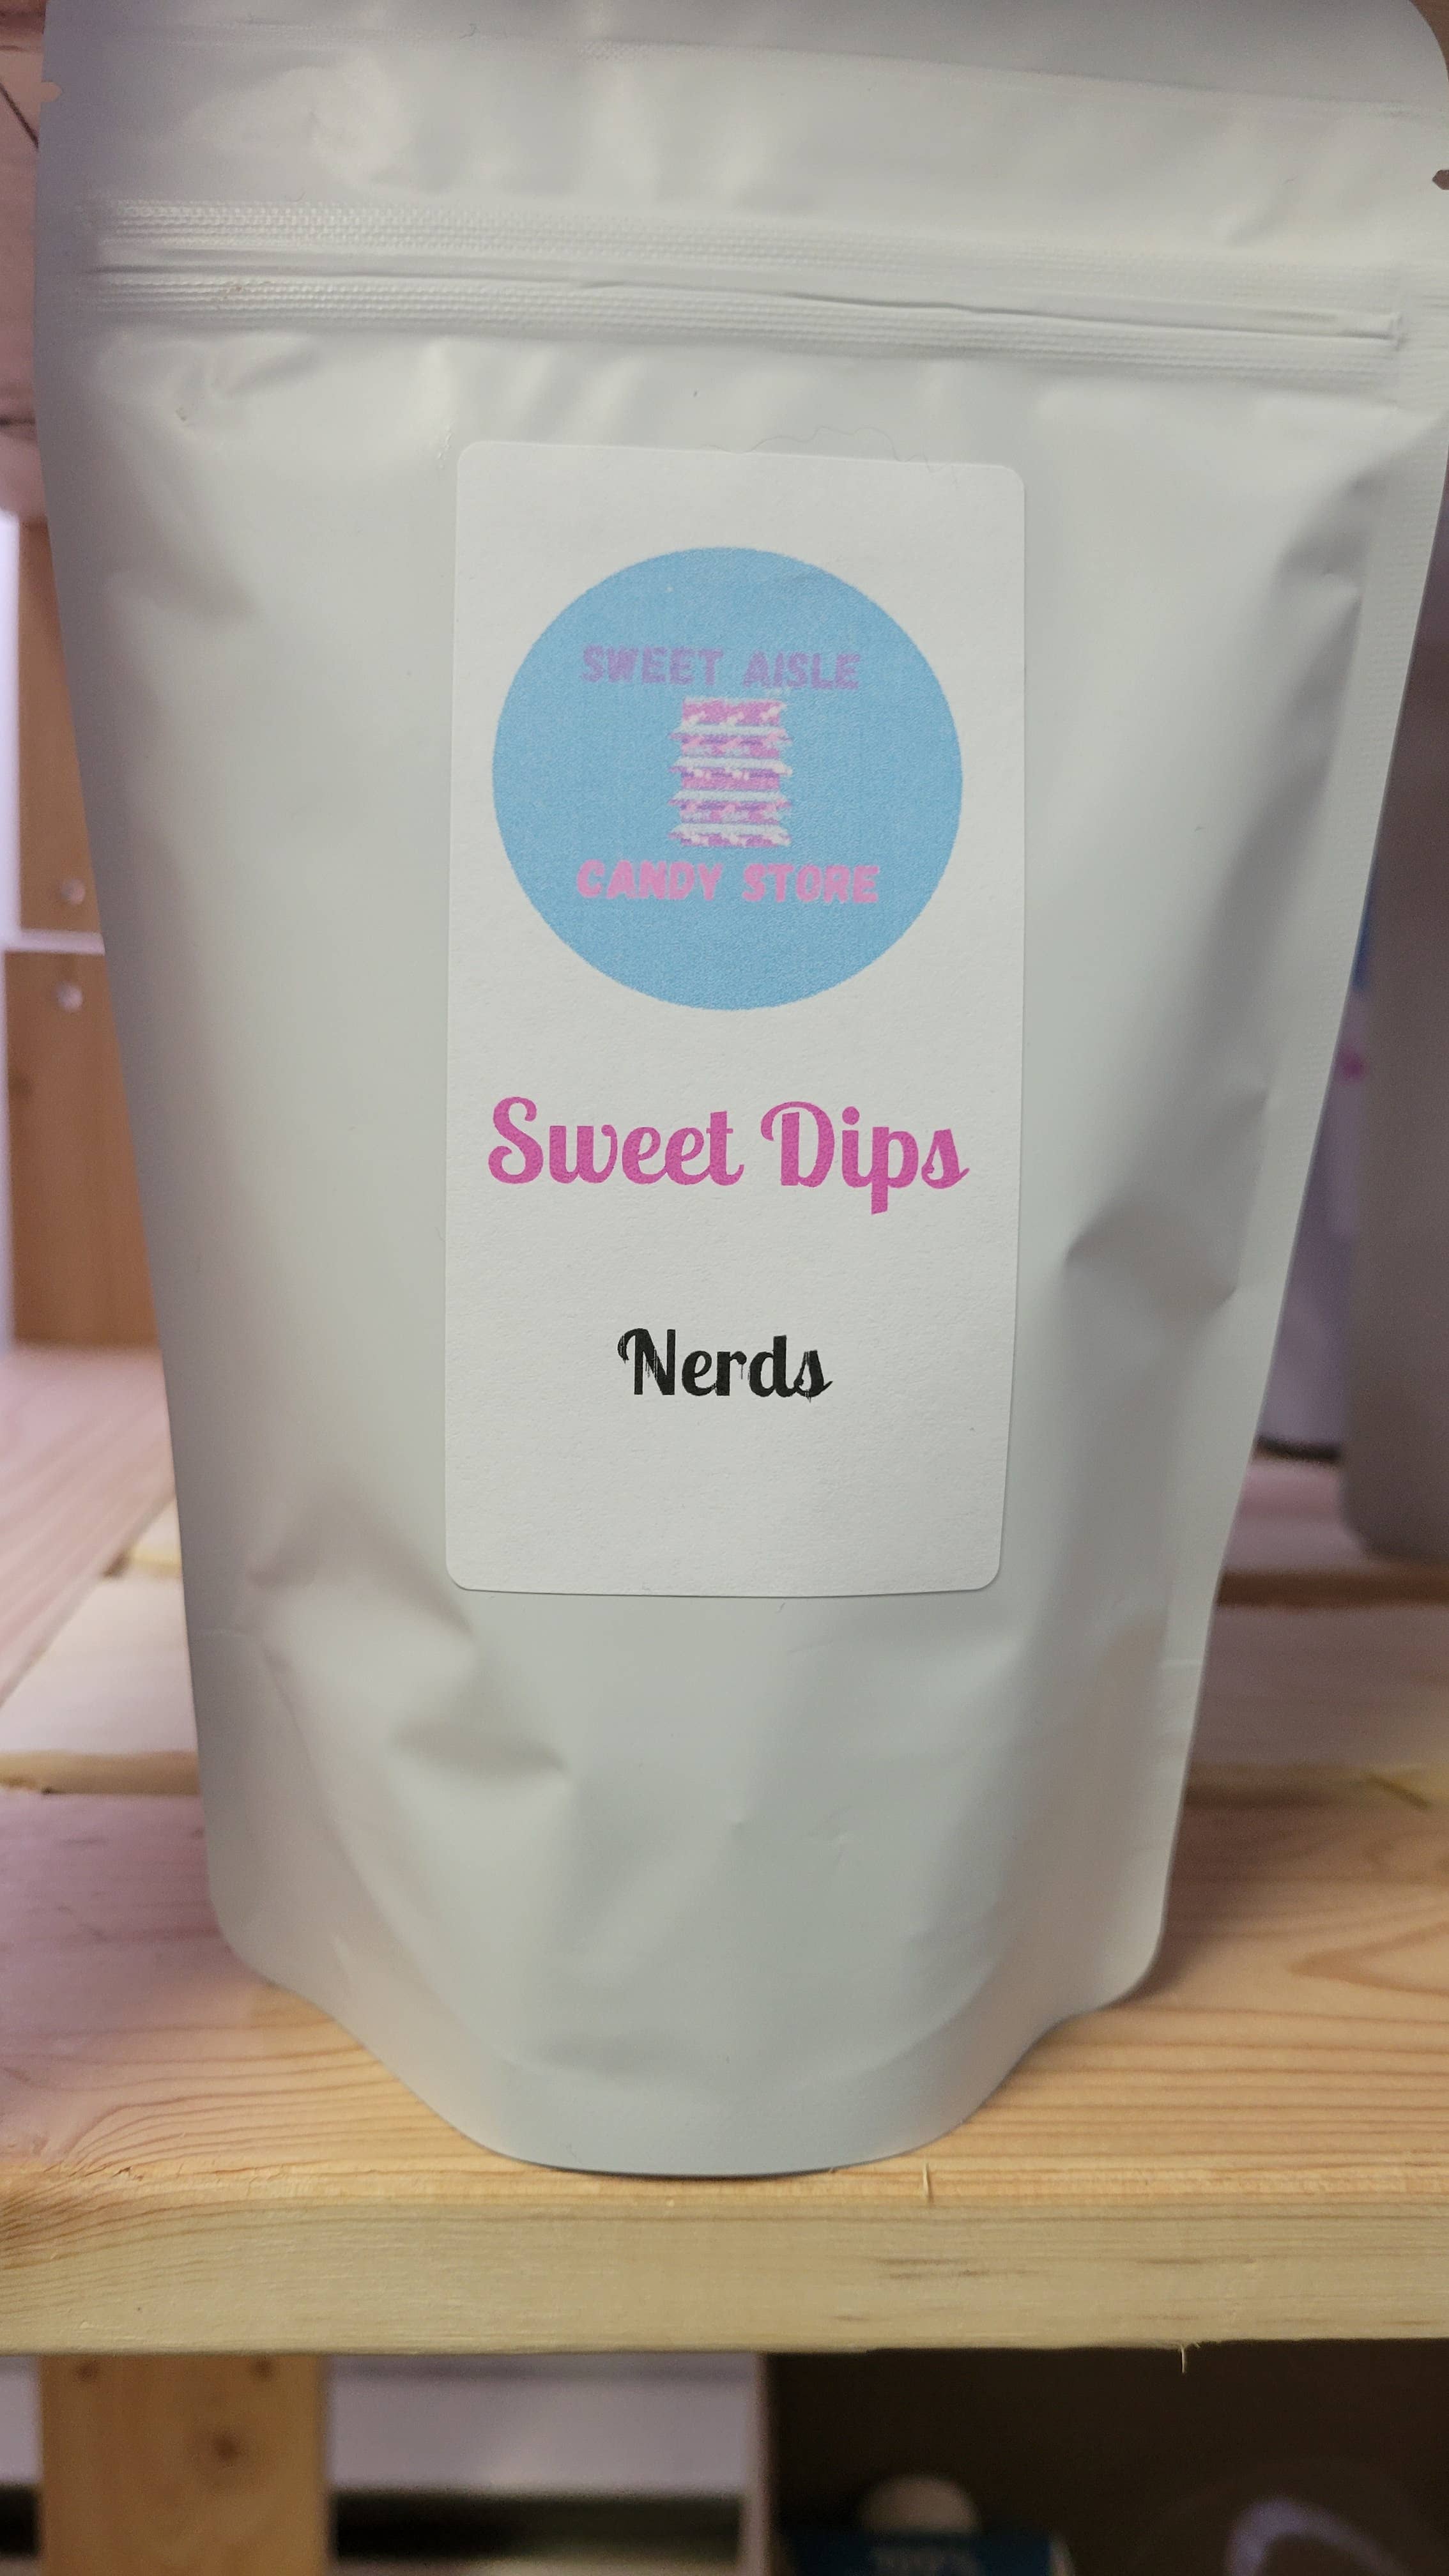 SWEET AISLE
CANDY STORE
Sweet Dips
Nerds